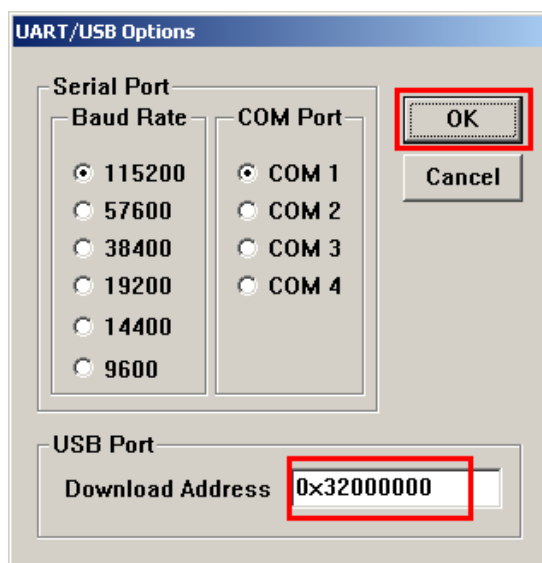 UART/USB Options
Serial Port
Baud Rate
COM Port
OK
115200
COM 1
Cancel
57600
COM 2
38400
COM 3
19200
COM 4
14400
9600
USB Port
Download Address
0x32000000